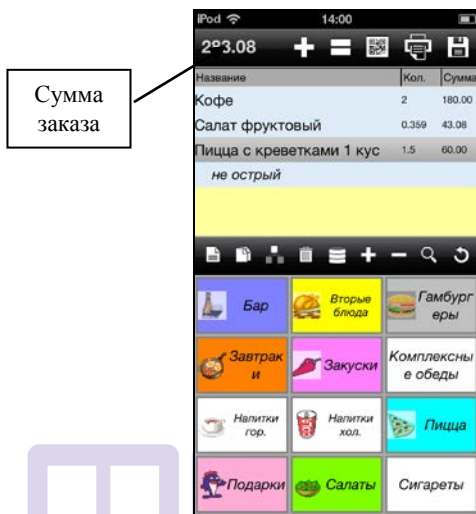 iPod 14:00
283.08
Сумма
заказа
Название Кол. Сумма
Кофе 2 180.00
Салат фруктовый 0.359 43.08
Пицца с креветками 1 кус 1.5 60.00
не острый
Бар
Вторые
блюда
Гамбург
еры
Завтрак
и
Закуски
Комплексны
е обеды
Напитки
гор.
Напитки
хол.
Пицца
Подарки
Салаты
Сигареты